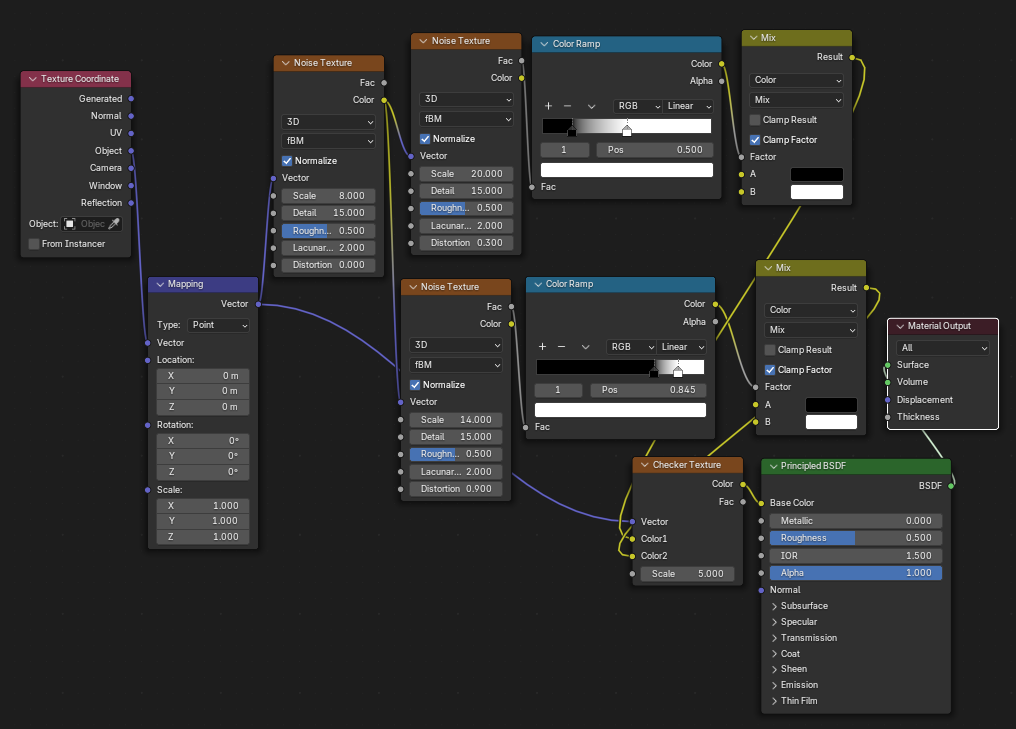 Texture Coordinate
Generated
Normal
UV
Object
Camera
Window
Reflection
Object: Objec
From Instancer
Mapping
Vector
Type: Point
Vector
Location:
X 0 m
Y 0 m
Z 0 m
Rotation:
X 0°
Y 0°
Z 0°
Scale:
X 1.000
Y 1.000
Z 1.000
Noise Texture
Fac
Color
3D
fBM
Normalize
Vector
Scale 8.000
Detail 15.000
Roughn... 0.500
Lacunar... 2.000
Distortion 0.000
Noise Texture
Fac
Color
3D
fBM
Normalize
Vector
Scale 20.000
Detail 15.000
Roughn... 0.500
Lacunar... 2.000
Distortion 0.300
Color Ramp
Color
Alpha
RGB Linear
1 Pos 0.500
Fac
Mix
Result
Color
Mix
Clamp Result
Clamp Factor
Factor
A
B
Noise Texture
Fac
Color
3D
fBM
Normalize
Vector
Scale 14.000
Detail 15.000
Roughn... 0.500
Lacunar... 2.000
Distortion 0.900
Color Ramp
Color
Alpha
RGB Linear
1 Pos 0.845
Fac
Mix
Result
Color
Mix
Clamp Result
Clamp Factor
Factor
A
B
Material Output
All
Surface
Volume
Displacement
Thickness
Checker Texture
Color
Fac
Vector
Color1
Color2
Scale 5.000
Principled BSDF
BSDF
Base Color
Metallic 0.000
Roughness 0.500
IOR 1.500
Alpha 1.000
Normal
Subsurface
Specular
Transmission
Coat
Sheen
Emission
Thin Film